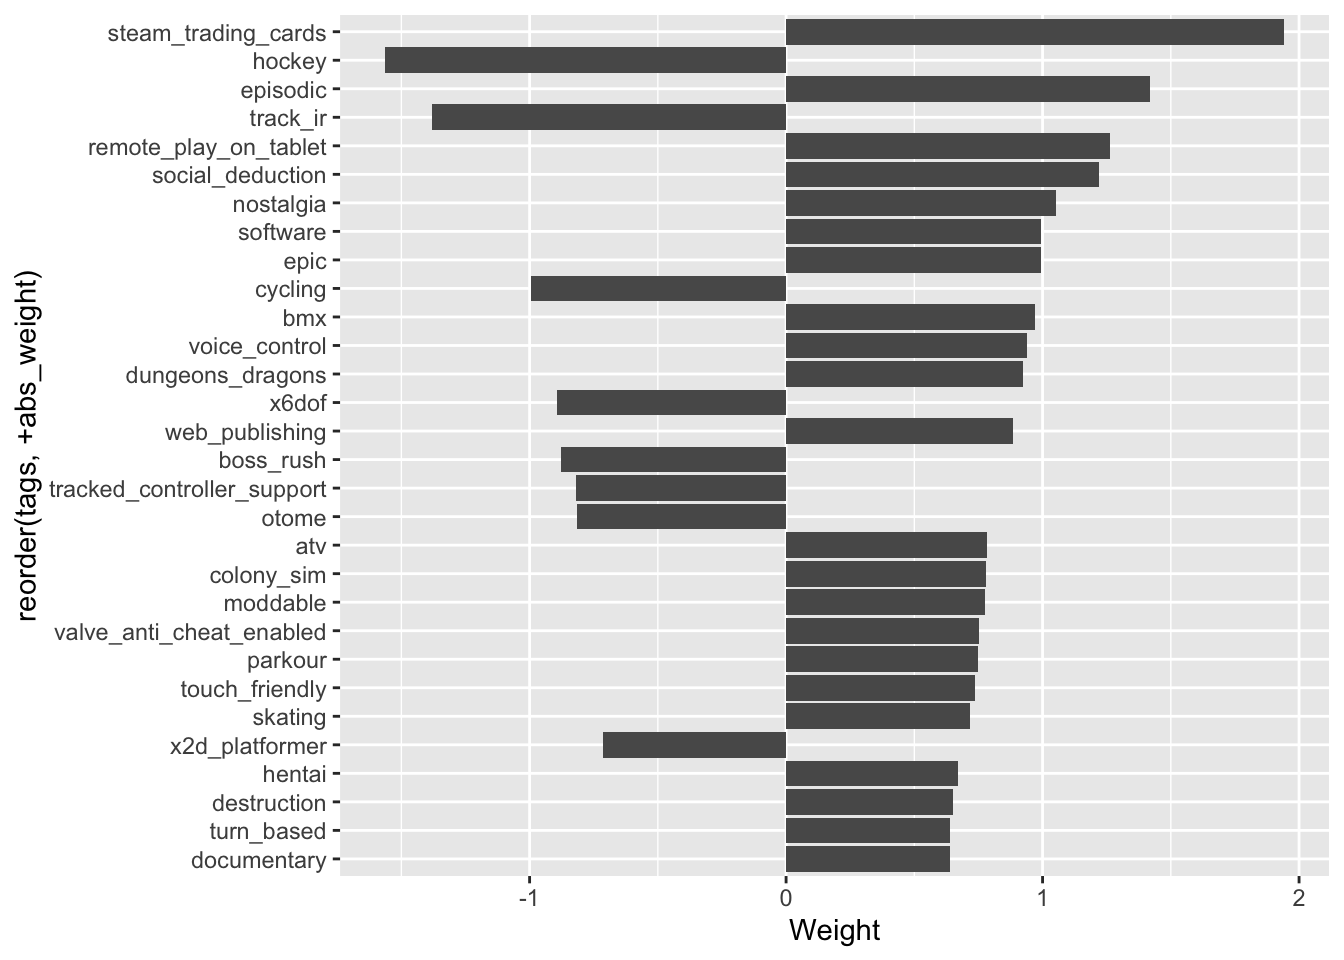 reorder(tags, +abs_weight)
steam_trading_cards
hockey
episodic
track_ir
remote_play_on_tablet
social_deduction
nostalgia
software
epic
cycling
bmx
voice_control
dungeons_dragons
x6dof
web_publishing
boss_rush
tracked_controller_support
otome
atv
colony_sim
moddable
valve_anti_cheat_enabled
parkour
touch_friendly
skating
x2d_platformer
hentai
destruction
turn_based
documentary
-1 0 1 2
Weight